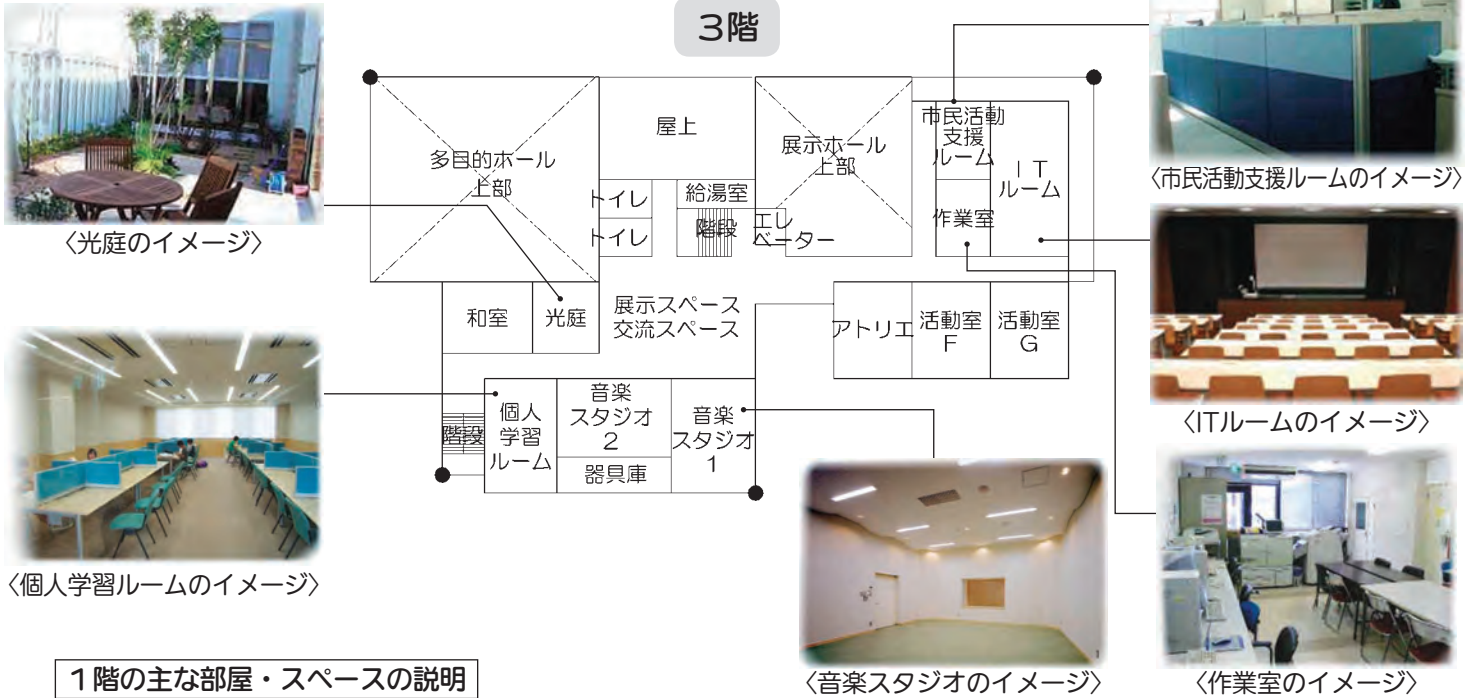 3階
多目的ホール
上部
屋上
展示ホール
上部
市民活動
支援
ルーム
IT
ルーム
トイレ
トイレ
給湯室
階段
エレ
ベーター
作業室
〈光庭のイメージ〉
〈市民活動支援ルームのイメージ〉
和室
光庭
展示スペース
交流スペース
アトリエ
活動室
F
活動室
G
〈ITルームのイメージ〉
階段
個人
学習
ルーム
音楽
スタジオ
2
器具庫
音楽
スタジオ
1
〈個人学習ルームのイメージ〉
〈音楽スタジオのイメージ〉
〈作業室のイメージ〉
1階の主な部屋・スペースの説明